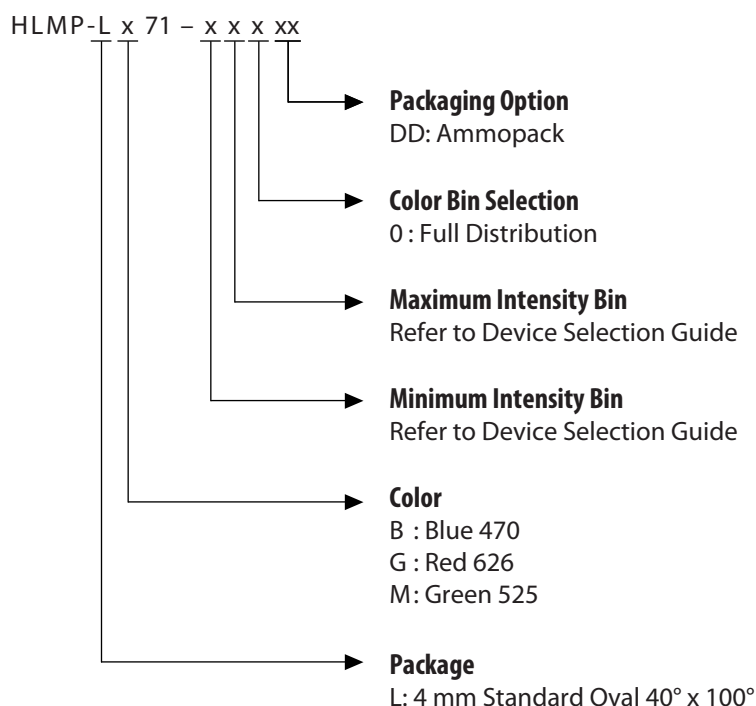 HLMP-L x 71 – x x x xx
Packaging Option
DD: Ammopack
Color Bin Selection
0 : Full Distribution
Maximum Intensity Bin
Refer to Device Selection Guide
Minimum Intensity Bin
Refer to Device Selection Guide
Color
B : Blue 470
G : Red 626
M: Green 525
Package
L: 4 mm Standard Oval 40° x 100°